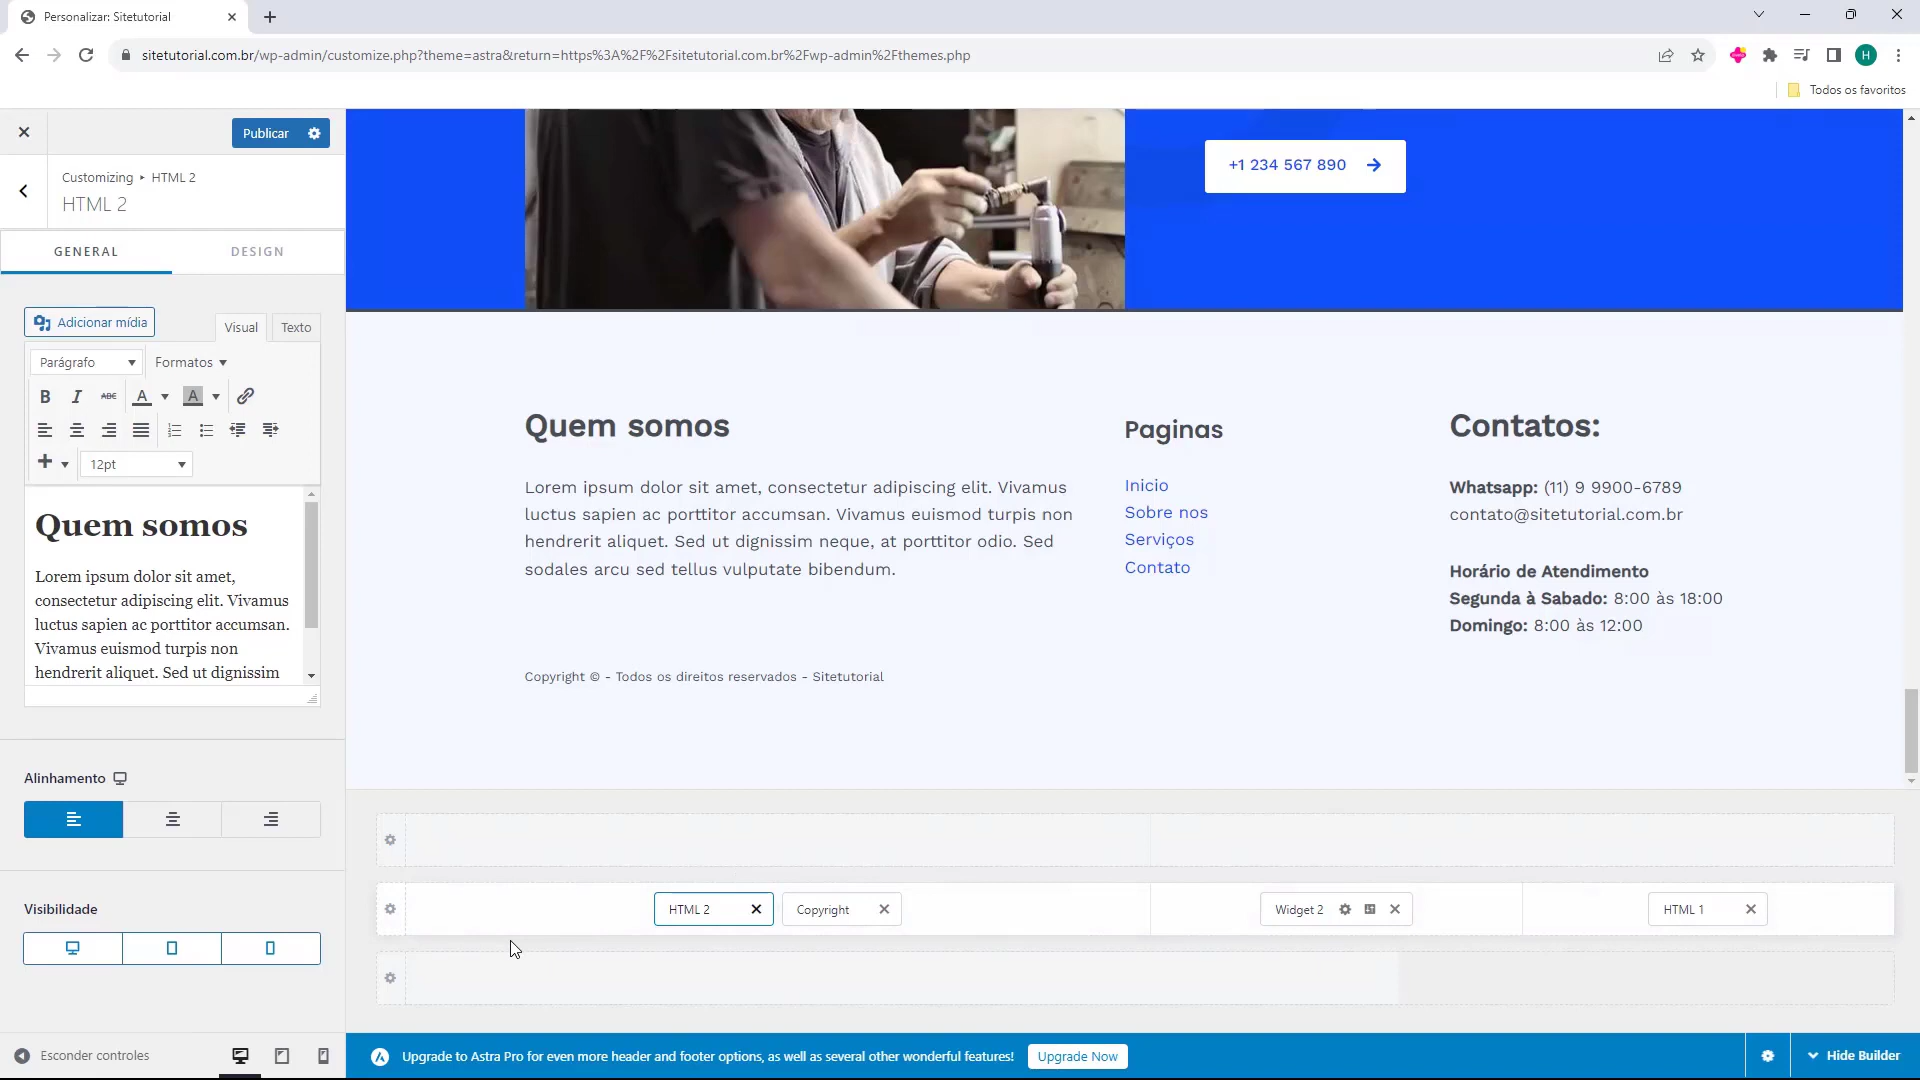 Personalizar: Sitetutorial
sitetutorial.com.br/wp-admin/customize.php?theme=astra&return=https%3A%2F%2Fsitetutorial.com.br%2Fwp-admin%2Fthemes.php
H
Todos os favoritos
Publicar
Customizing ▸ HTML 2
HTML 2
GENERAL
DESIGN
Adicionar mídia
Visual
Texto
Parágrafo
Formatos
B I ABC A A
12pt
Quem somos
Lorem ipsum dolor sit amet,
consectetur adipiscing elit. Vivamus
luctus sapien ac porttitor accumsan.
Vivamus euismod turpis non
hendrerit aliquet. Sed ut dignissim
Alinhamento
Visibilidade
Esconder controles
+1 234 567 890
Quem somos
Lorem ipsum dolor sit amet, consectetur adipiscing elit. Vivamus
luctus sapien ac porttitor accumsan. Vivamus euismod turpis non
hendrerit aliquet. Sed ut dignissim neque, at porttitor odio. Sed
sodales arcu sed tellus vulputate bibendum.
Copyright © - Todos os direitos reservados - Sitetutorial
Paginas
Inicio
Sobre nos
Serviços
Contato
Contatos:
Whatsapp: (11) 9 9900-6789
contato@sitetutorial.com.br
Horário de Atendimento
Segunda à Sabado: 8:00 às 18:00
Domingo: 8:00 às 12:00
HTML 2
Copyright
Widget 2
HTML 1
Upgrade to Astra Pro for even more header and footer options, as well as several other wonderful features!
Upgrade Now
Hide Builder